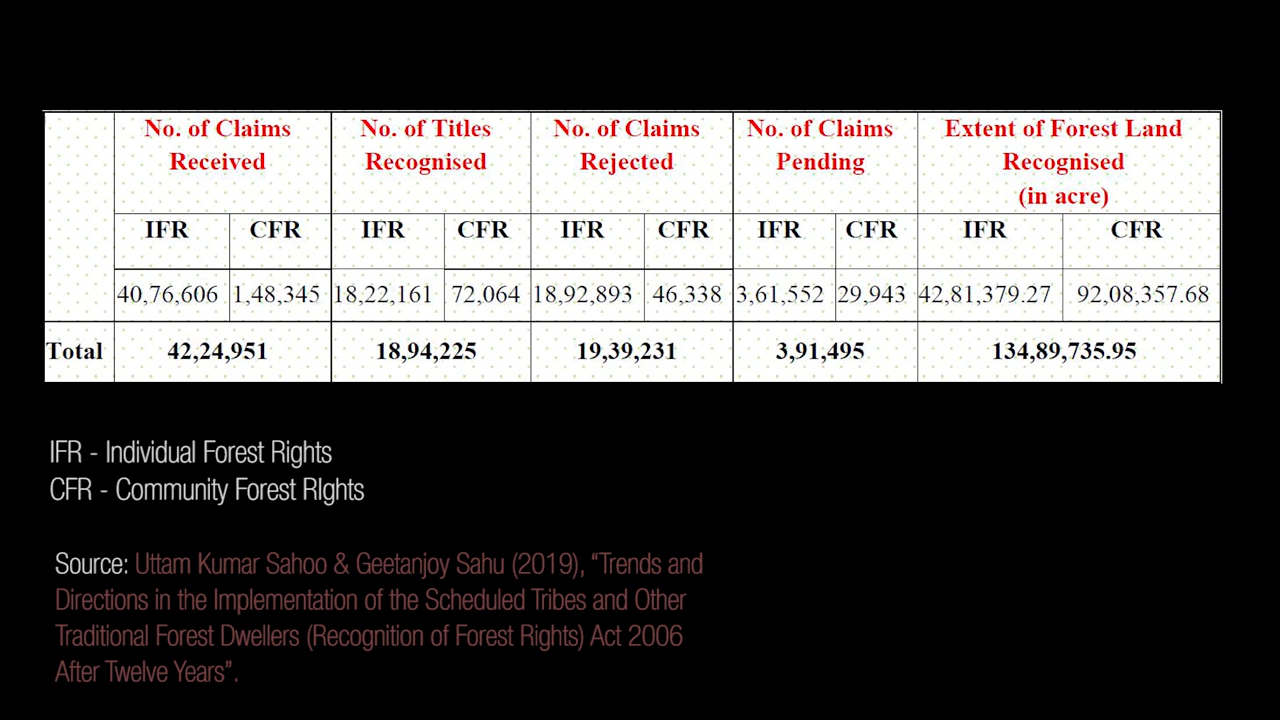 No. of Claims Received No. of Titles Recognised No. of Claims Rejected No. of Claims Pending Extent of Forest Land Recognised (in acre)
IFR CFR IFR CFR IFR CFR IFR CFR IFR CFR
40,76,606 1,48,345 18,22,161 72,064 18,92,893 46,338 3,61,552 29,943 42,81,379.27 92,08,357.68
Total 42,24,951 18,94,225 19,39,231 3,91,495 134,89,735.95
IFR - Individual Forest Rights
CFR - Community Forest RIghts
Source: Uttam Kumar Sahoo & Geetanjoy Sahu (2019), “Trends and
Directions in the Implementation of the Scheduled Tribes and Other
Traditional Forest Dwellers (Recognition of Forest Rights) Act 2006
After Twelve Years”.